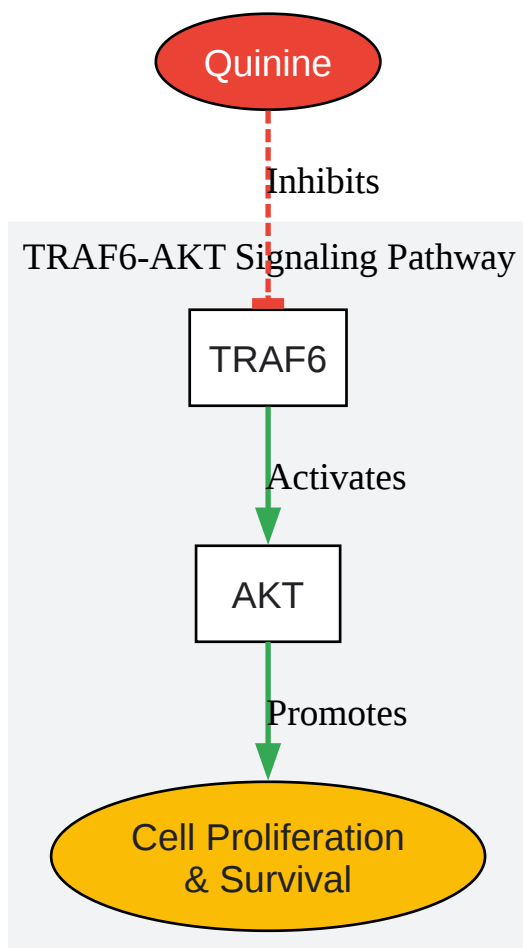 Quinine
Inhibits
TRAF6-AKT Signaling Pathway
TRAF6
Activates
AKT
Promotes
Cell Proliferation
& Survival